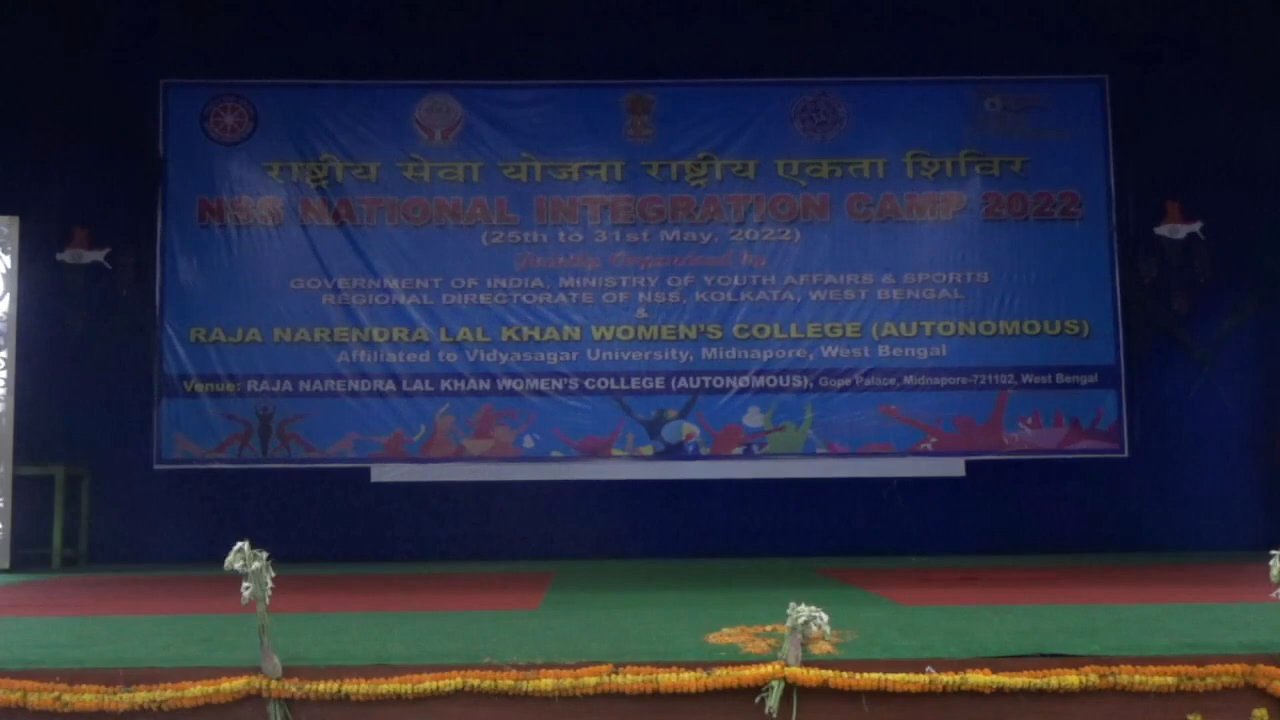 राष्ट्रीय सेवा योजना राष्ट्रीय एकता शिविर
NSS NATIONAL INTEGRATION CAMP 2022
(25th to 31st May, 2022)
Jointly Organised by
GOVERNMENT OF INDIA, MINISTRY OF YOUTH AFFAIRS & SPORTS
REGIONAL DIRECTORATE OF NSS, KOLKATA, WEST BENGAL
&
RAJA NARENDRA LAL KHAN WOMEN'S COLLEGE (AUTONOMOUS)
Affiliated to Vidyasagar University, Midnapore, West Bengal
Venue: RAJA NARENDRA LAL KHAN WOMEN'S COLLEGE (AUTONOMOUS), Gope Palace, Midnapore-721102, West Bengal